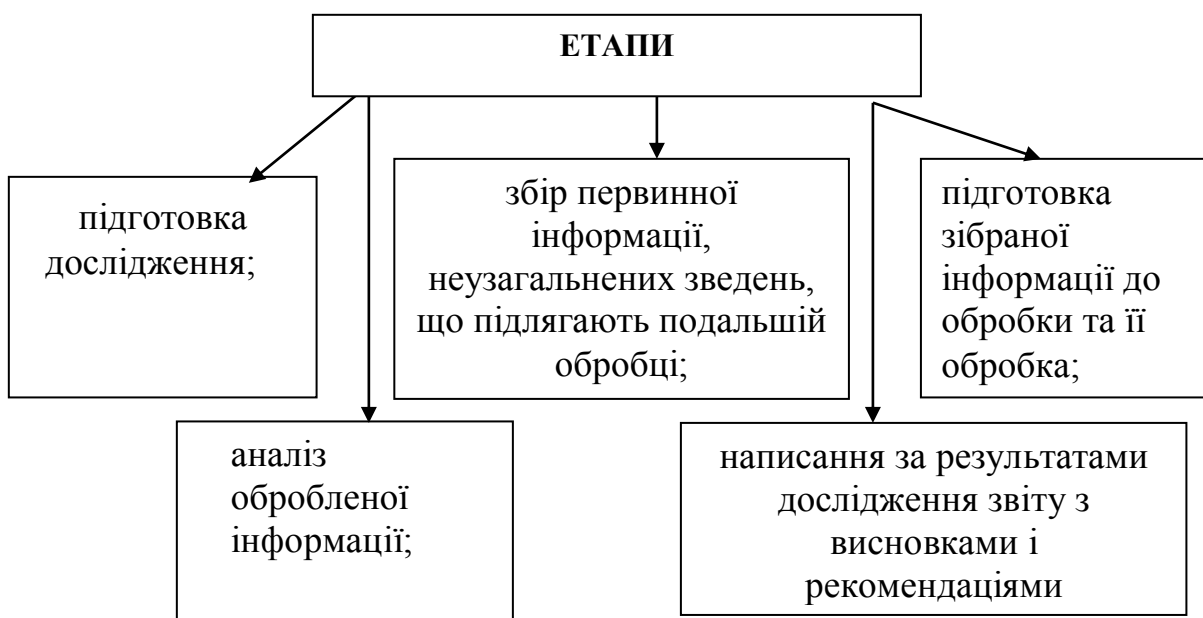 ЕТАПИ
підготовка
дослідження;
збір первинної
інформації,
неузагальнених зведень,
що підлягають подальшій
обробці;
підготовка
зібраної
інформації до
обробки та її
обробка;
аналіз
обробленої
інформації;
написання за результатами
дослідження звіту з
висновками і
рекомендаціями